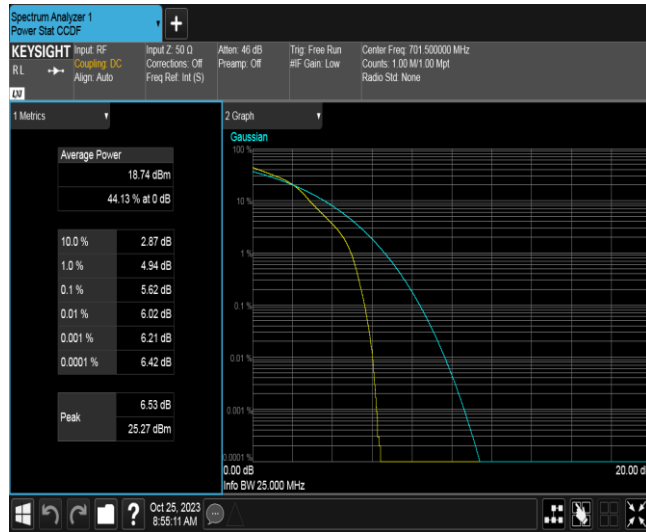 Spectrum Analyzer 1
Power Stat CCDF
+
KEYSIGHT
RL
LXI
Input: RF
Coupling: DC
Align: Auto
Input Z: 50 Ω
Corrections: Off
Freq Ref: Int (S)
Atten: 46 dB
Preamp: Off
Trig: Free Run
#IF Gain: Low
Center Freq: 701.500000 MHz
Counts: 1.00 M/1.00 Mpt
Radio Std: None
1 Metrics
Average Power
18.74 dBm
44.13 % at 0 dB
10.0 % 2.87 dB
1.0 % 4.94 dB
0.1 % 5.62 dB
0.01 % 6.02 dB
0.001 % 6.21 dB
0.0001 % 6.42 dB
Peak
6.53 dB
25.27 dBm
2 Graph
Gaussian
100 %
10 %
1 %
0.1 %
0.01 %
0.001 %
0.0001 %
0.00 dB
20.00 d
Info BW 25.000 MHz
?
Oct 25, 2023
8:55:11 AM